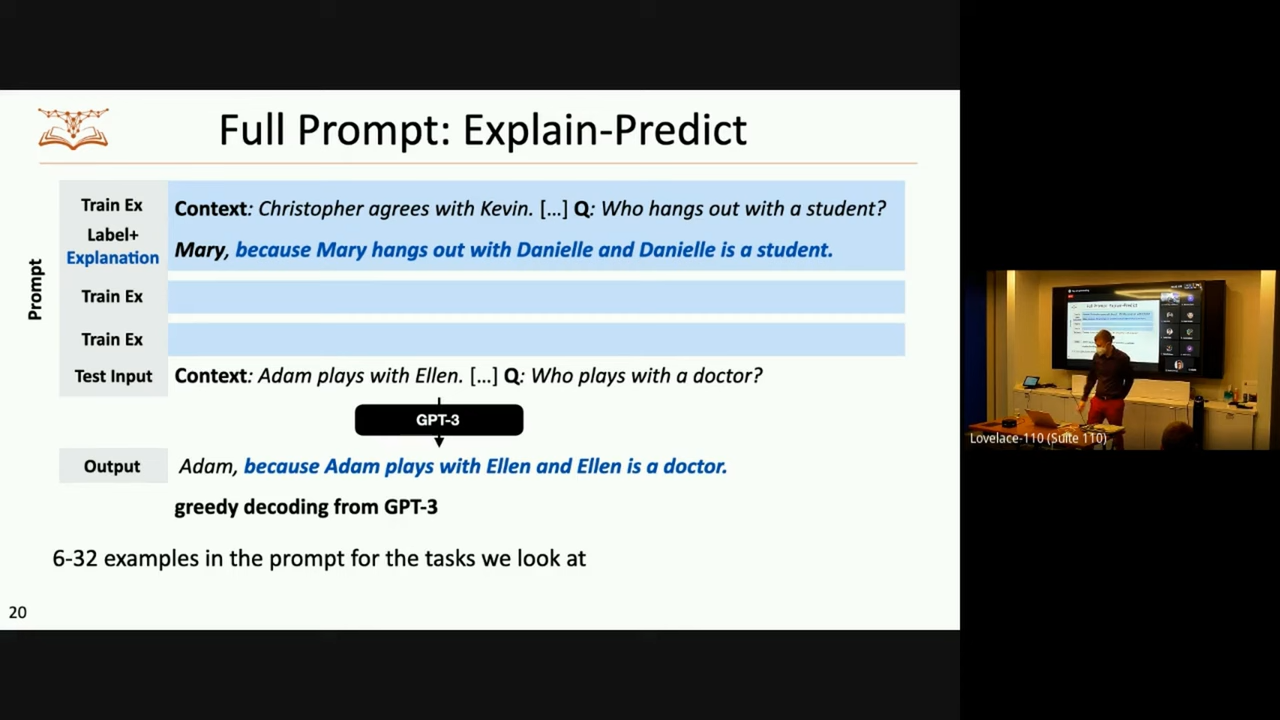 Full Prompt: Explain-Predict
Prompt
Train Ex
Context: Christopher agrees with Kevin. [...] Q: Who hangs out with a student?
Label+
Explanation
Mary, because Mary hangs out with Danielle and Danielle is a student.
Train Ex
Train Ex
Test Input
Context: Adam plays with Ellen. [...] Q: Who plays with a doctor?
GPT-3
Output
Adam, because Adam plays with Ellen and Ellen is a doctor.
greedy decoding from GPT-3
6-32 examples in the prompt for the tasks we look at
20
Full Prompt: Explain-Predict
Lovelace-110 (Suite 110)